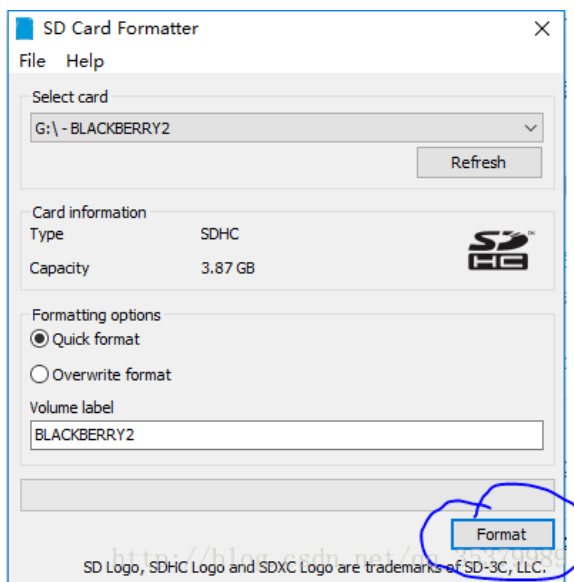 SD Card Formatter
File Help
Select card
G:\ - BLACKBERRY2
Refresh
Card information
Type SDHC
SD HC
Capacity 3.87 GB
Formatting options
Quick format
Overwrite format
Volume label
BLACKBERRY2
Format
SD Logo, SDHC Logo and SDXC Logo are trademarks of SD-3C, LLC.